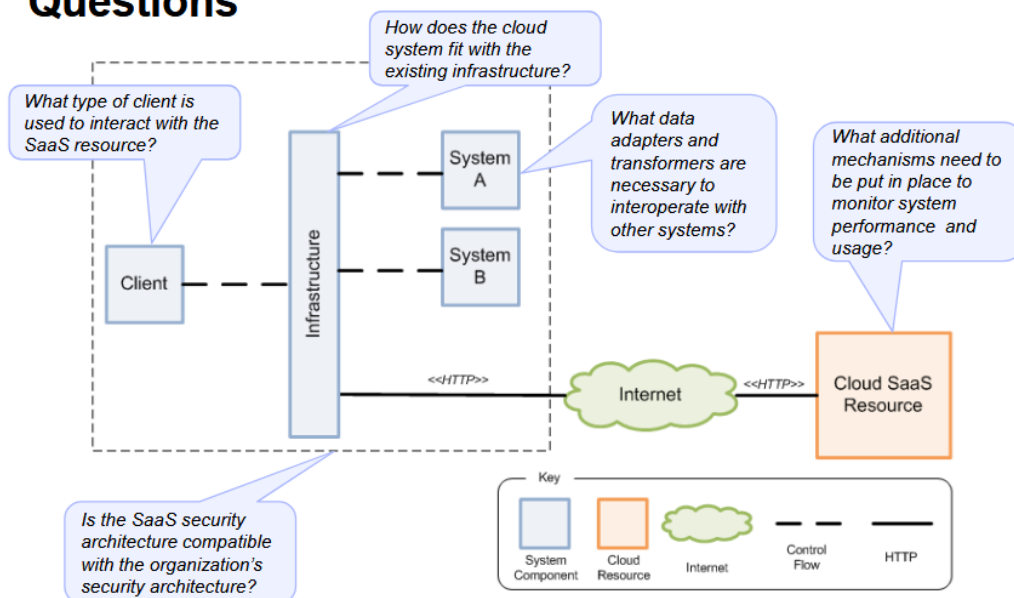 Questions
How does the cloud
system fit with the
existing infrastructure?
What type of client is
used to interact with the
SaaS resource?
What data
adapters and
transformers are
necessary to
interoperate with
other systems?
What additional
mechanisms need to
be put in place to
monitor system
performance and
usage?
System
A
System
B
Client
Infrastructure
<<HTTP>>
Internet
<<HTTP>>
Cloud SaaS
Resource
Is the SaaS security
architecture compatible
with the organization's
security architecture?
Key
System
Component
Cloud
Resource
Internet
Control
Flow
HTTP